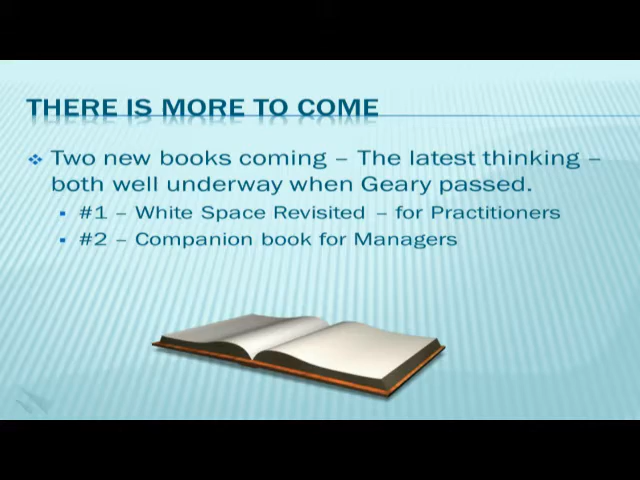 THERE IS MORE TO COME
Two new books coming – The latest thinking –
both well underway when Geary passed.
#1 – White Space Revisited – for Practitioners
#2 – Companion book for Managers